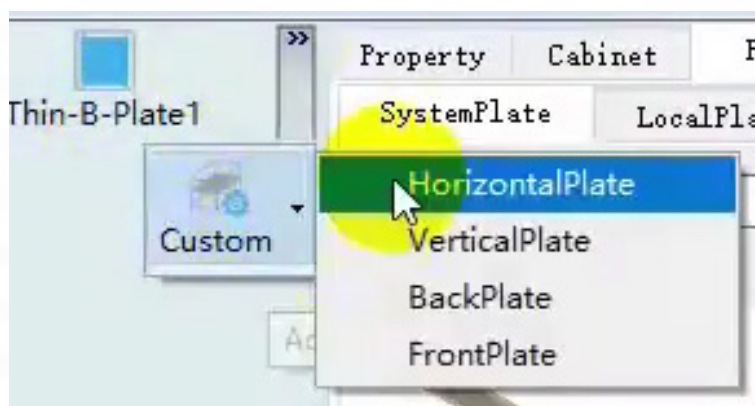 »
Property Cabinet
Thin-B-Plate1
SystemPlate
HorizontalPlate
Custom
VerticalPlate
BackPlate
FrontPlate